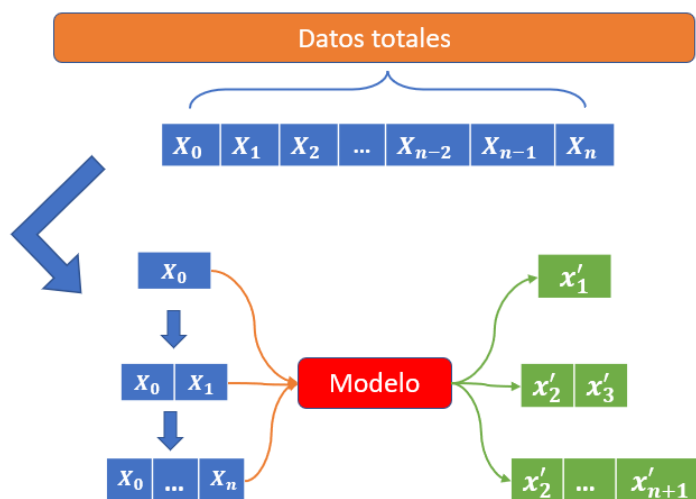 Datos totales
X₀ X₁ X₂ ... Xₙ₋₂ Xₙ₋₁ Xₙ
X₀
x′₁
X₀ X₁
Modelo
x′₂ x′₃
X₀ ... Xₙ
x′₂ ... x′ₙ₊₁